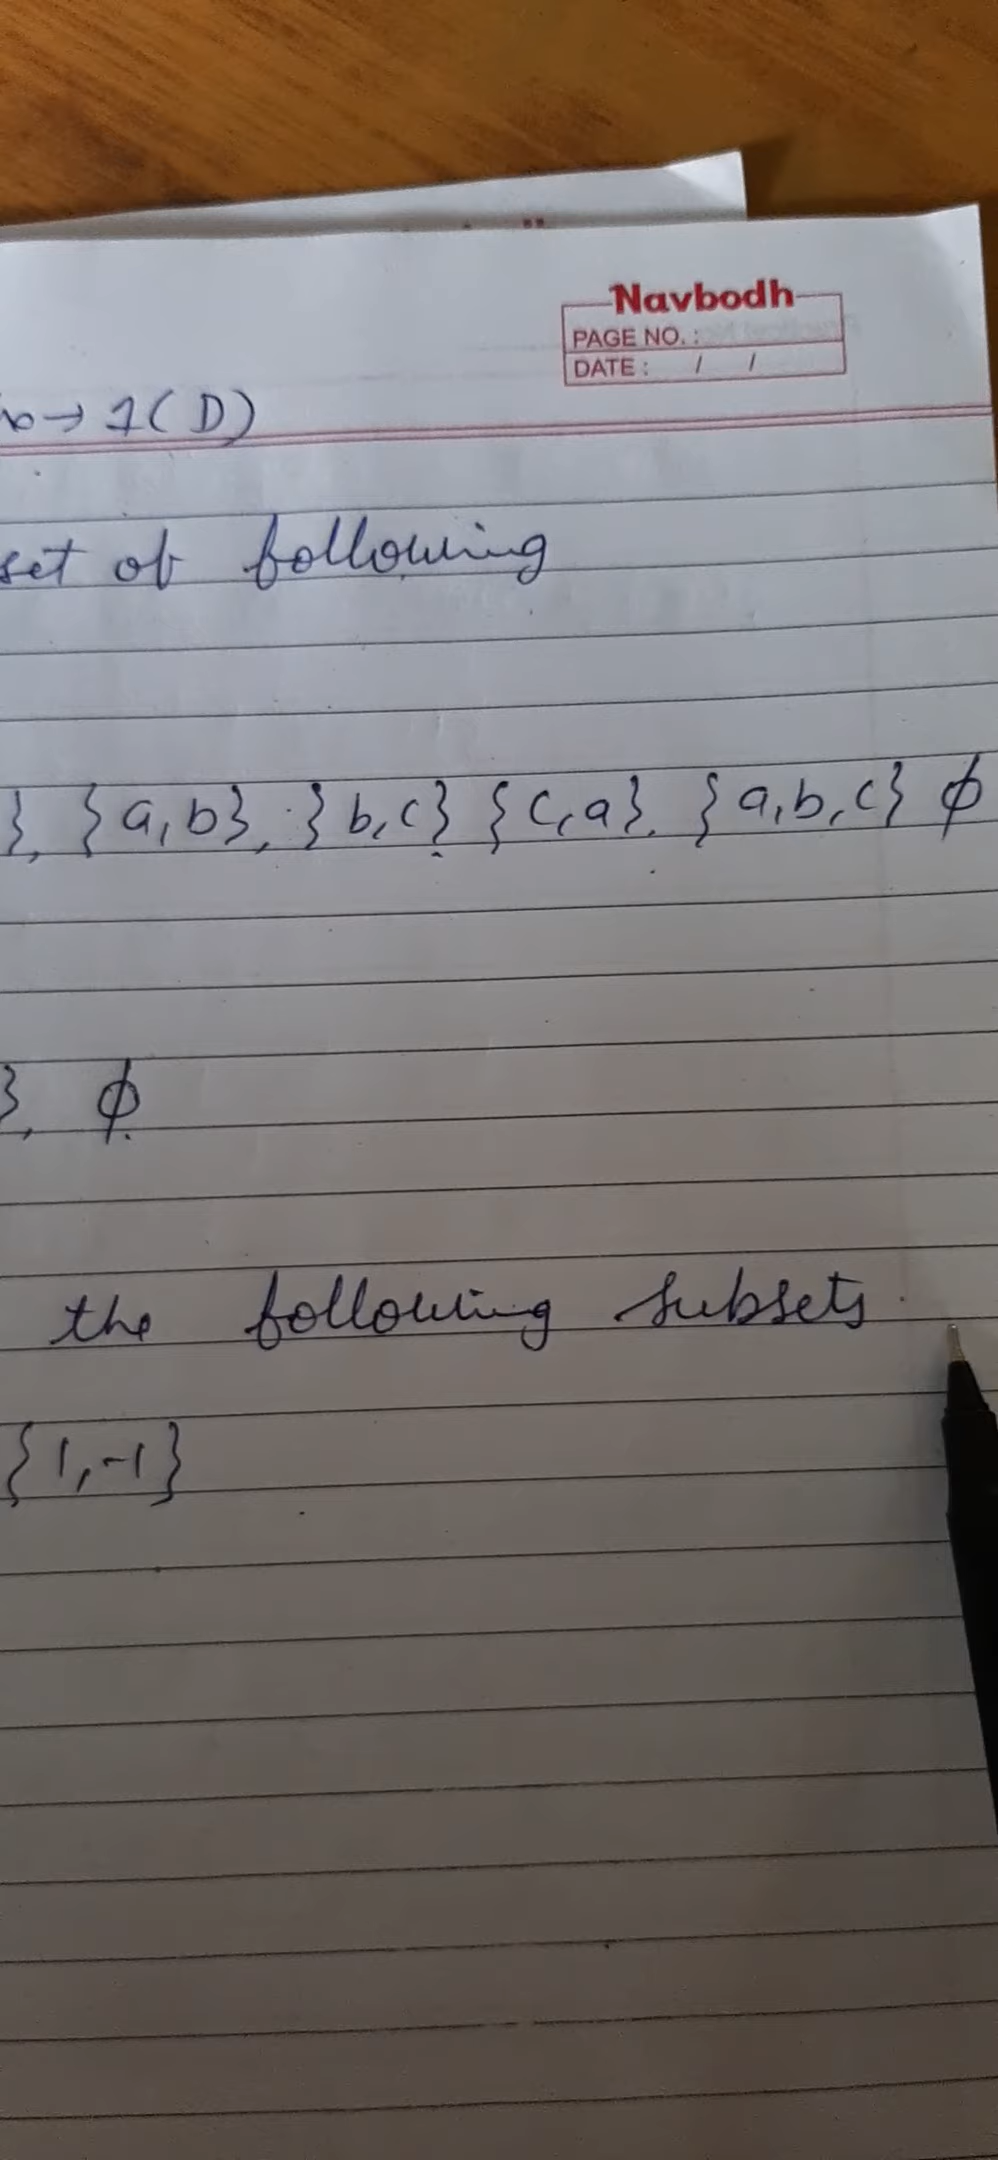 Navbodh
PAGE NO. :
DATE : / /
→ 1(D)
set of following
}, {a,b}, {b,c} {c,a}, {a,b,c} ϕ
}, ϕ
the following subsets
{1,-1}